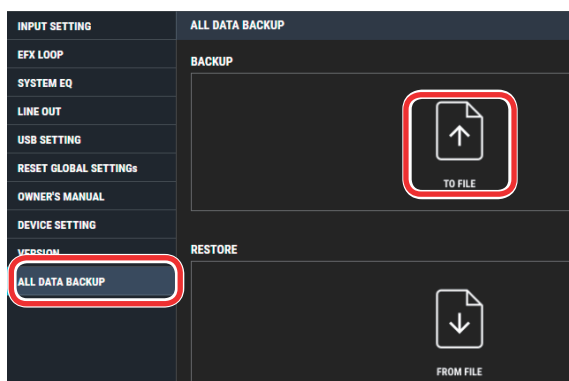 INPUT SETTING
EFX LOOP
SYSTEM EQ
LINE OUT
USB SETTING
RESET GLOBAL SETTINGs
OWNER'S MANUAL
DEVICE SETTING
VERSION
ALL DATA BACKUP
ALL DATA BACKUP
BACKUP
TO FILE
RESTORE
FROM FILE